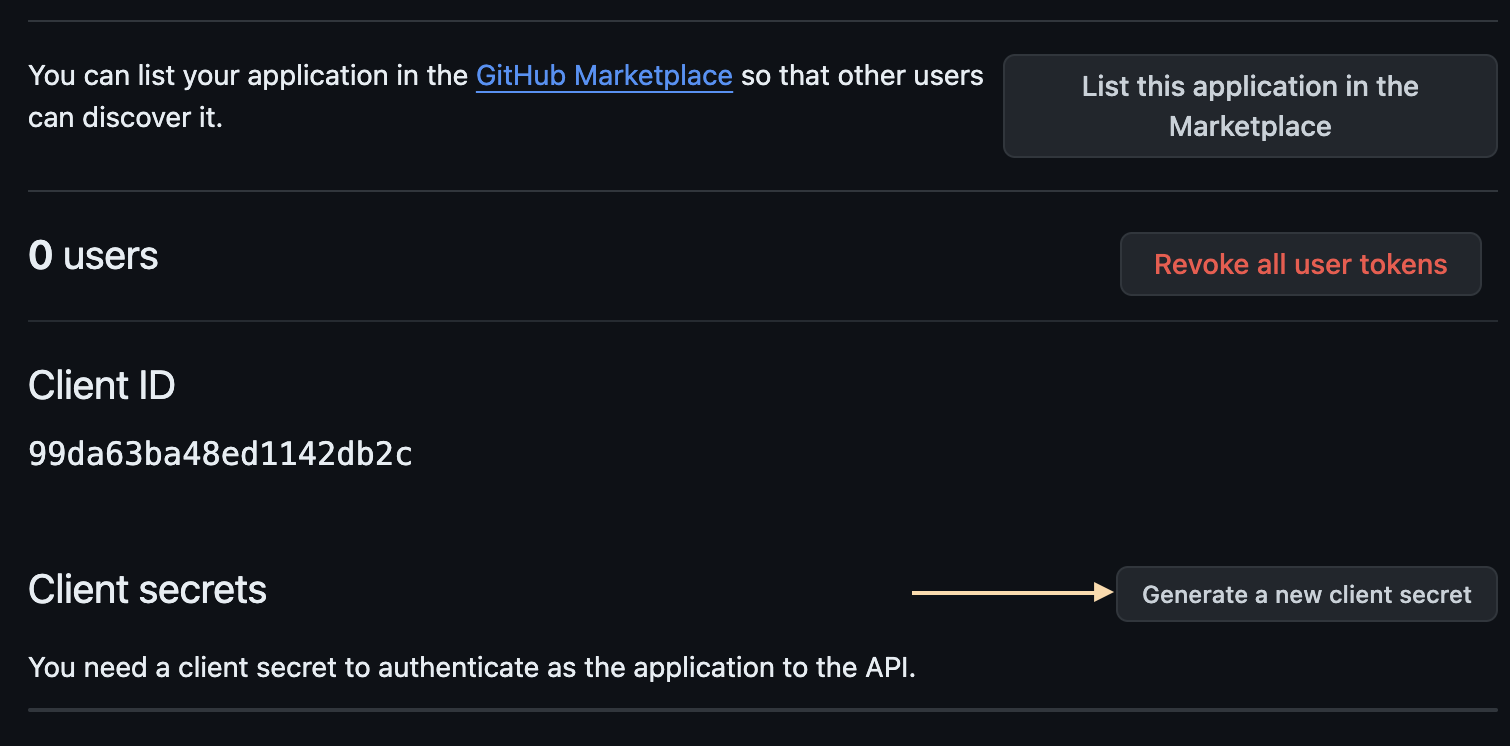 You can list your application in the GitHub Marketplace so that other users
can discover it.
List this application in the
Marketplace
0 users
Revoke all user tokens
Client ID
99da63ba48ed1142db2c
Client secrets
Generate a new client secret
You need a client secret to authenticate as the application to the API.